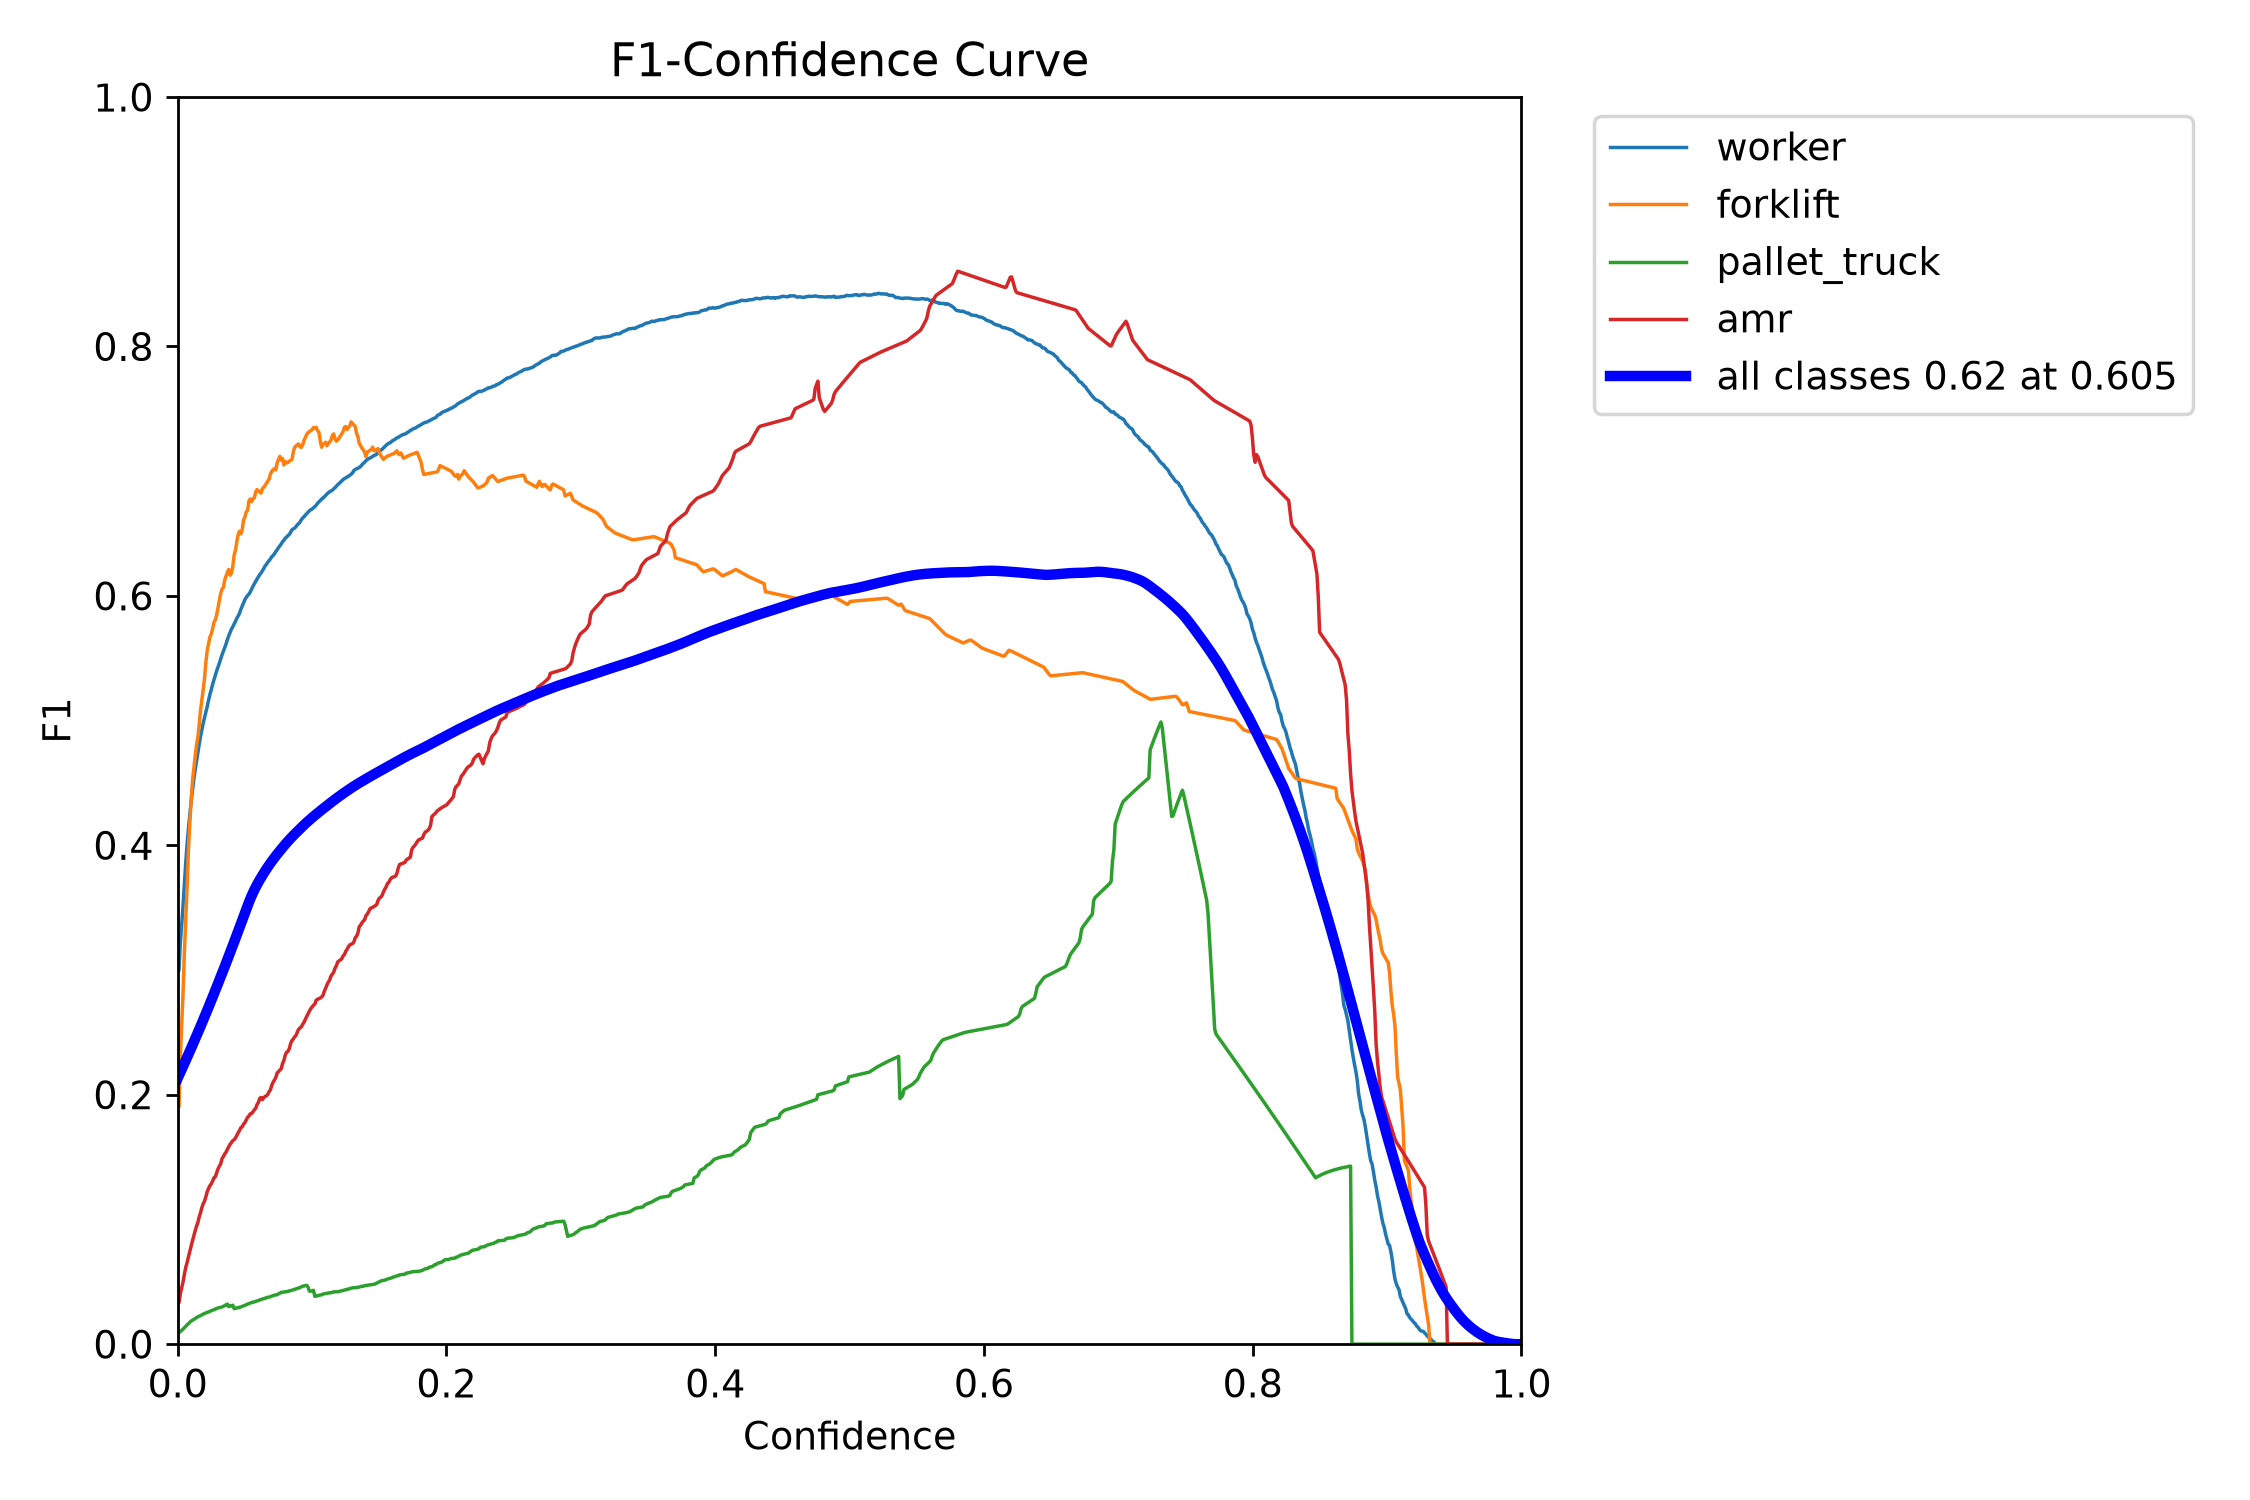 F1-Confidence Curve
1.0
0.8
0.6
0.4
0.2
0.0
F1
0.0 0.2 0.4 0.6 0.8 1.0
Confidence
worker
forklift
pallet_truck
amr
all classes 0.62 at 0.605